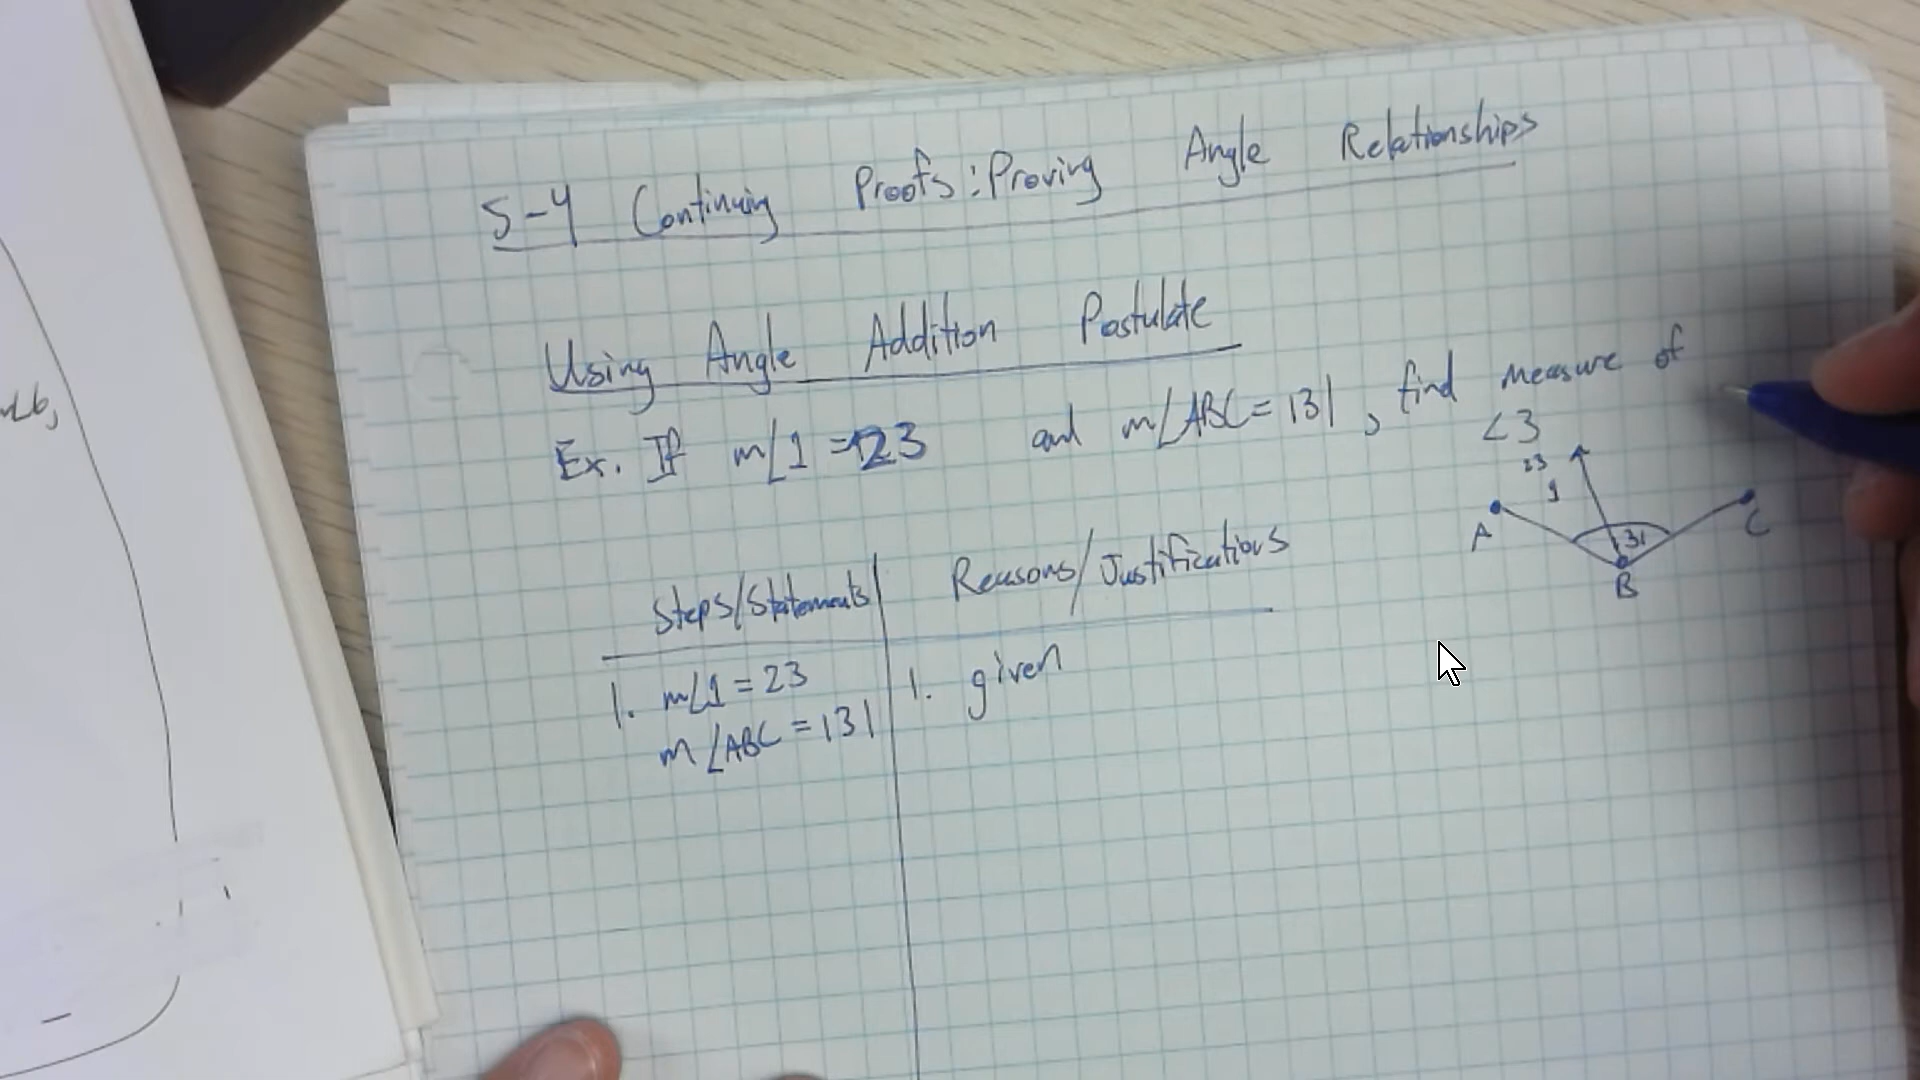 5-4 Continuing Proofs: Proving Angle Relationships
Using Angle Addition Postulate
Ex. If m∠1 = 23 and m∠ABC = 131, find measure of
∠3
23
1
A
C
131
B
Steps/Statements Reasons/Justifications
1. m∠1 = 23 1. given
m∠ABC = 131